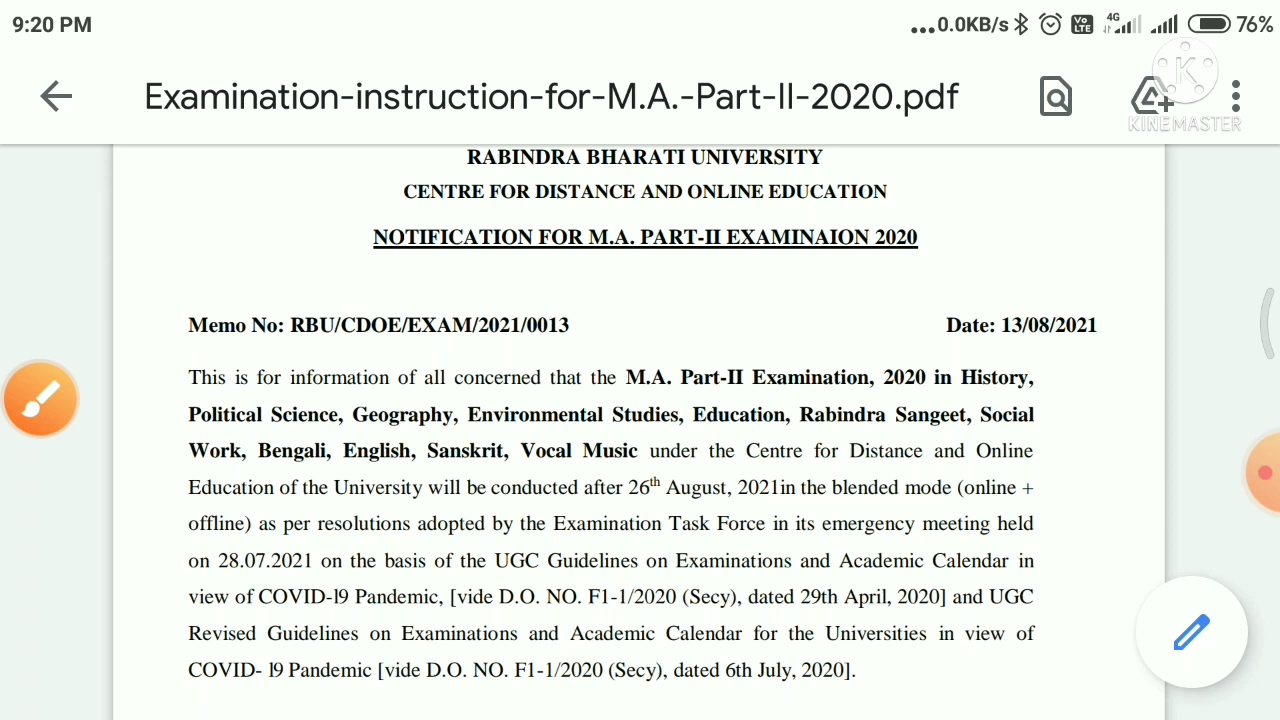 9:20 PM
...0.0KB/s Vo LTE 4G 76%
Examination-instruction-for-M.A.-Part-II-2020.pdf
K
KINEMASTER
RABINDRA BHARATI UNIVERSITY
CENTRE FOR DISTANCE AND ONLINE EDUCATION
NOTIFICATION FOR M.A. PART-II EXAMINAION 2020
Memo No: RBU/CDOE/EXAM/2021/0013 Date: 13/08/2021
This is for information of all concerned that the M.A. Part-II Examination, 2020 in History,
Political Science, Geography, Environmental Studies, Education, Rabindra Sangeet, Social
Work, Bengali, English, Sanskrit, Vocal Music under the Centre for Distance and Online
Education of the University will be conducted after 26th August, 2021in the blended mode (online +
offline) as per resolutions adopted by the Examination Task Force in its emergency meeting held
on 28.07.2021 on the basis of the UGC Guidelines on Examinations and Academic Calendar in
view of COVID-l9 Pandemic, [vide D.O. NO. F1-1/2020 (Secy), dated 29th April, 2020] and UGC
Revised Guidelines on Examinations and Academic Calendar for the Universities in view of
COVID- l9 Pandemic [vide D.O. NO. F1-1/2020 (Secy), dated 6th July, 2020].